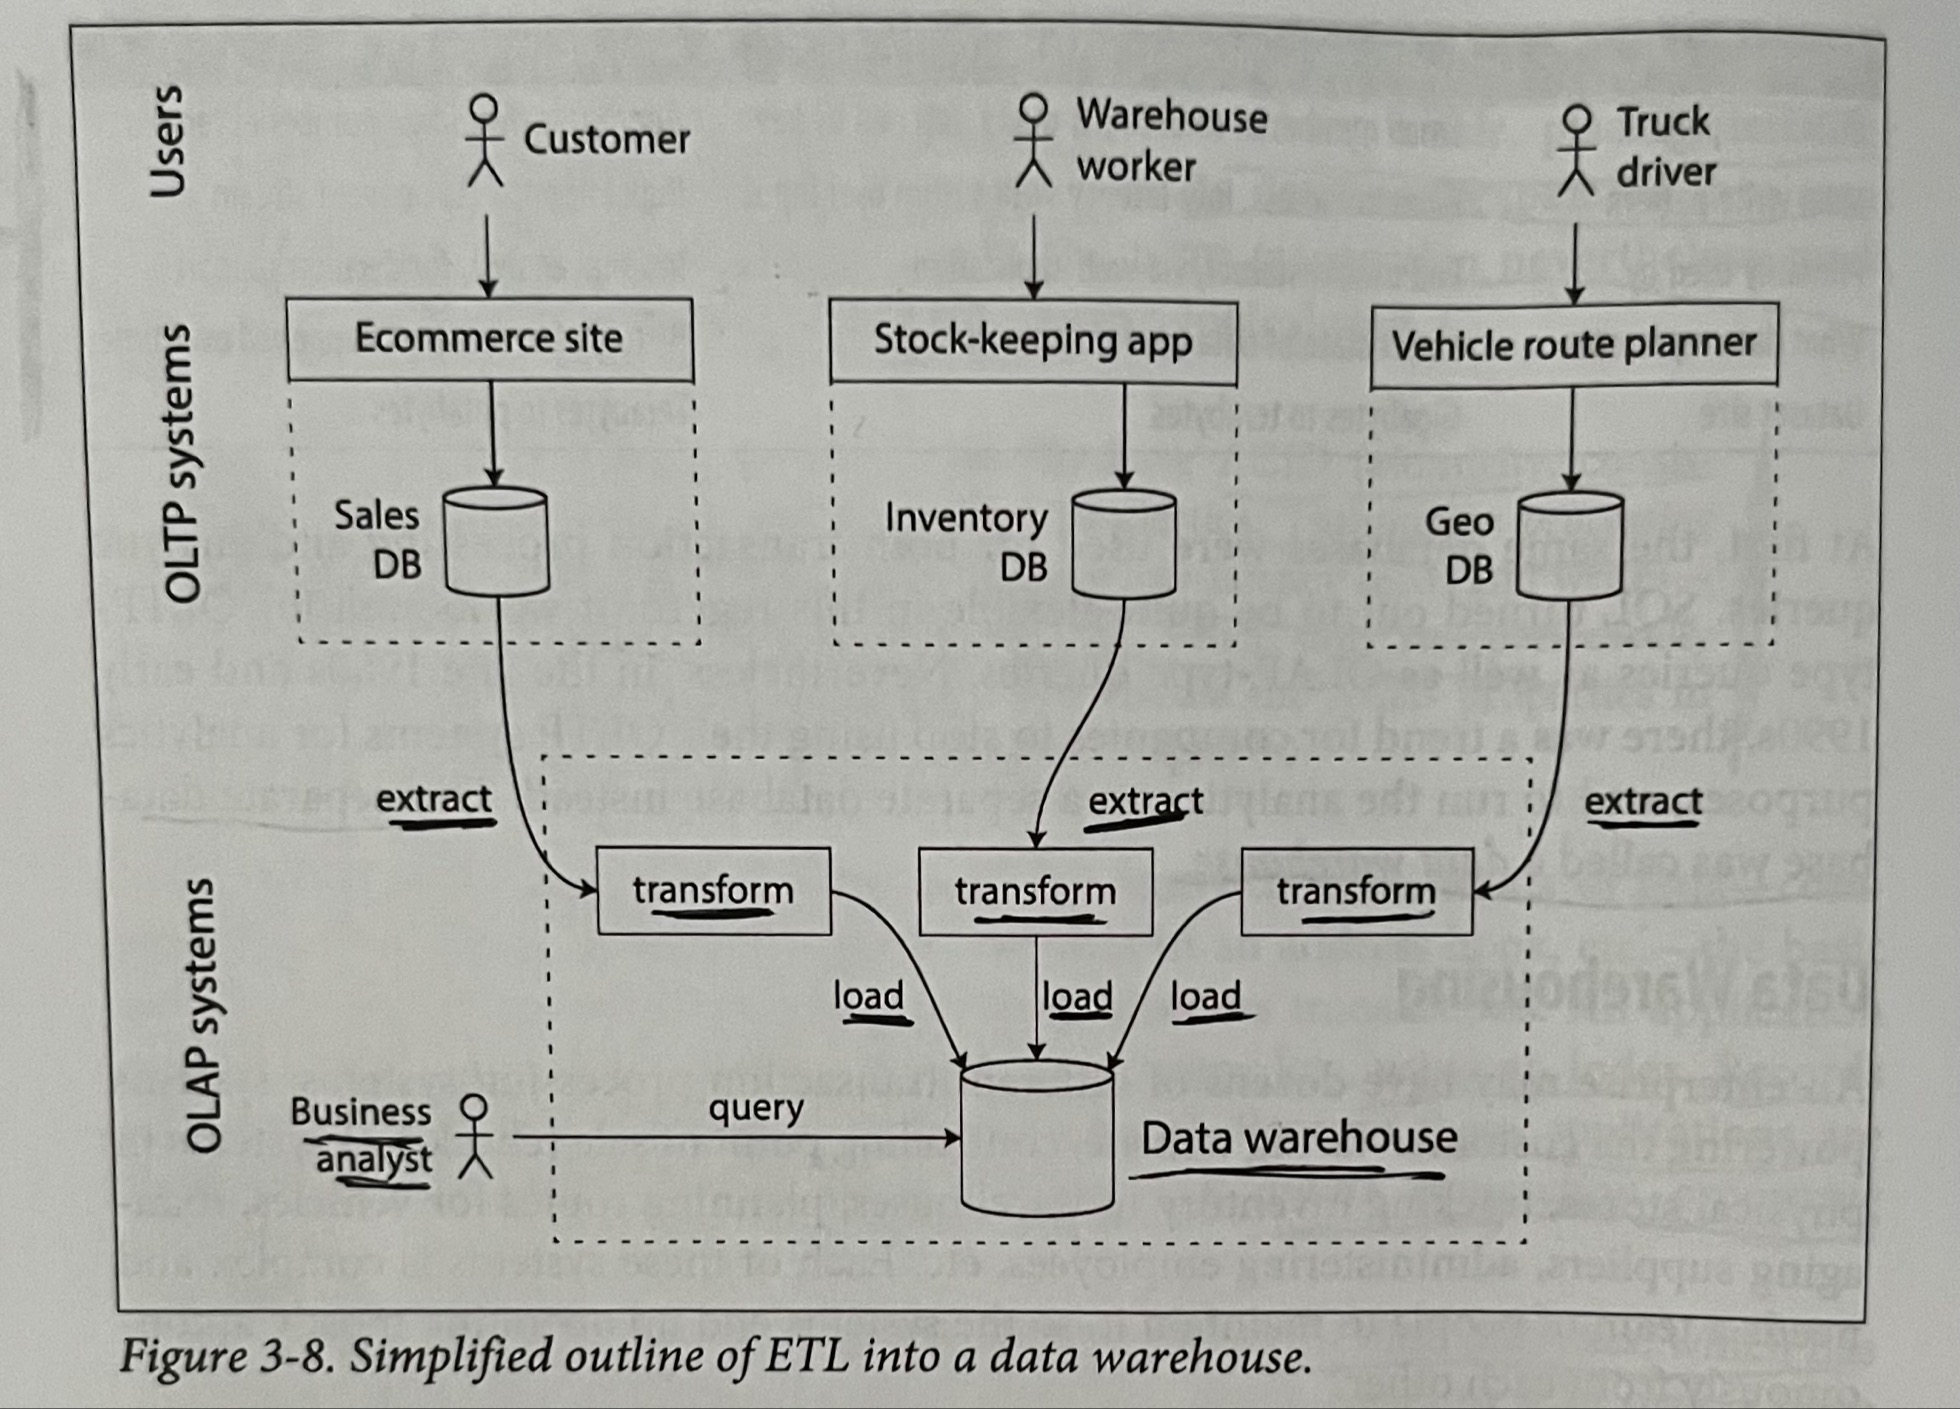 Users
Customer
Warehouse
worker
Truck
driver
OLTP systems
Ecommerce site
Stock-keeping app
Vehicle route planner
Sales
DB
Inventory
DB
Geo
DB
OLAP systems
extract
extract
extract
transform
transform
transform
load
load
load
Business
analyst
query
Data warehouse
Figure 3-8. Simplified outline of ETL into a data warehouse.